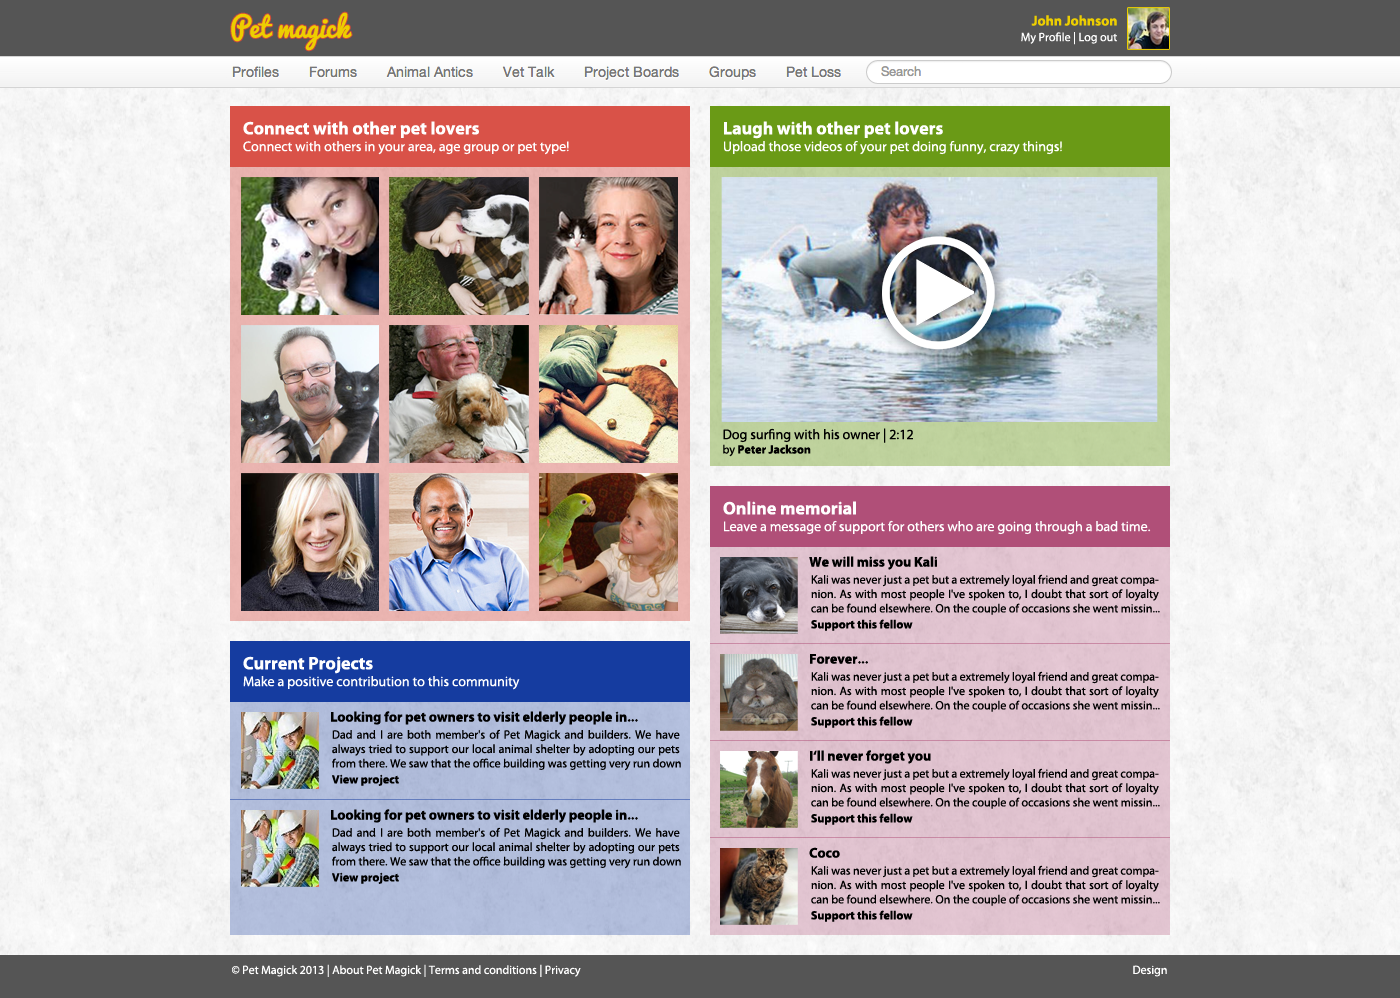 Pet magick
John Johnson
My Profile | Log out
Profiles
Forums
Animal Antics
Vet Talk
Project Boards
Groups
Pet Loss
Search
Connect with other pet lovers
Connect with others in your area, age group or pet type!
Laugh with other pet lovers
Upload those videos of your pet doing funny, crazy things!
Dog surfing with his owner | 2:12
by Peter Jackson
Online memorial
Leave a message of support for others who are going through a bad time.
We will miss you Kali
Kali was never just a pet but a extremely loyal friend and great compa-
nion. As with most people I've spoken to, I doubt that sort of loyalty
can be found elsewhere. On the couple of occasions she went missin...
Support this fellow
Forever...
Kali was never just a pet but a extremely loyal friend and great compa-
nion. As with most people I've spoken to, I doubt that sort of loyalty
can be found elsewhere. On the couple of occasions she went missin...
Support this fellow
I'll never forget you
Kali was never just a pet but a extremely loyal friend and great compa-
nion. As with most people I've spoken to, I doubt that sort of loyalty
can be found elsewhere. On the couple of occasions she went missin...
Support this fellow
Coco
Kali was never just a pet but a extremely loyal friend and great compa-
nion. As with most people I've spoken to, I doubt that sort of loyalty
can be found elsewhere. On the couple of occasions she went missin...
Support this fellow
Current Projects
Make a positive contribution to this community
Looking for pet owners to visit elderly people in...
Dad and I are both member's of Pet Magick and builders. We have
always tried to support our local animal shelter by adopting our pets
from there. We saw that the office building was getting very run down
View project
Looking for pet owners to visit elderly people in...
Dad and I are both member's of Pet Magick and builders. We have
always tried to support our local animal shelter by adopting our pets
from there. We saw that the office building was getting very run down
View project
© Pet Magick 2013 | About Pet Magick | Terms and conditions | Privacy
Design